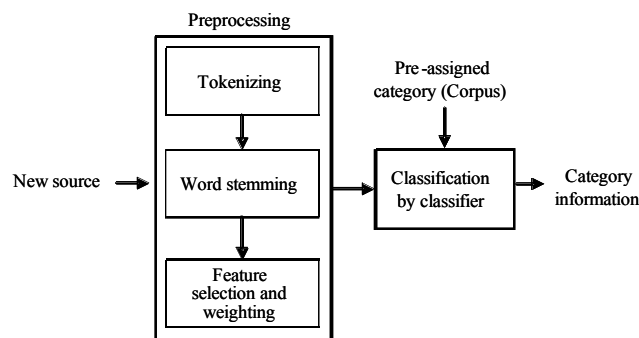 Preprocessing
Tokenizing
Pre-assigned
category (Corpus)
New source
Word stemming
Classification
by classifier
Category
information
Feature
selection and
weighting